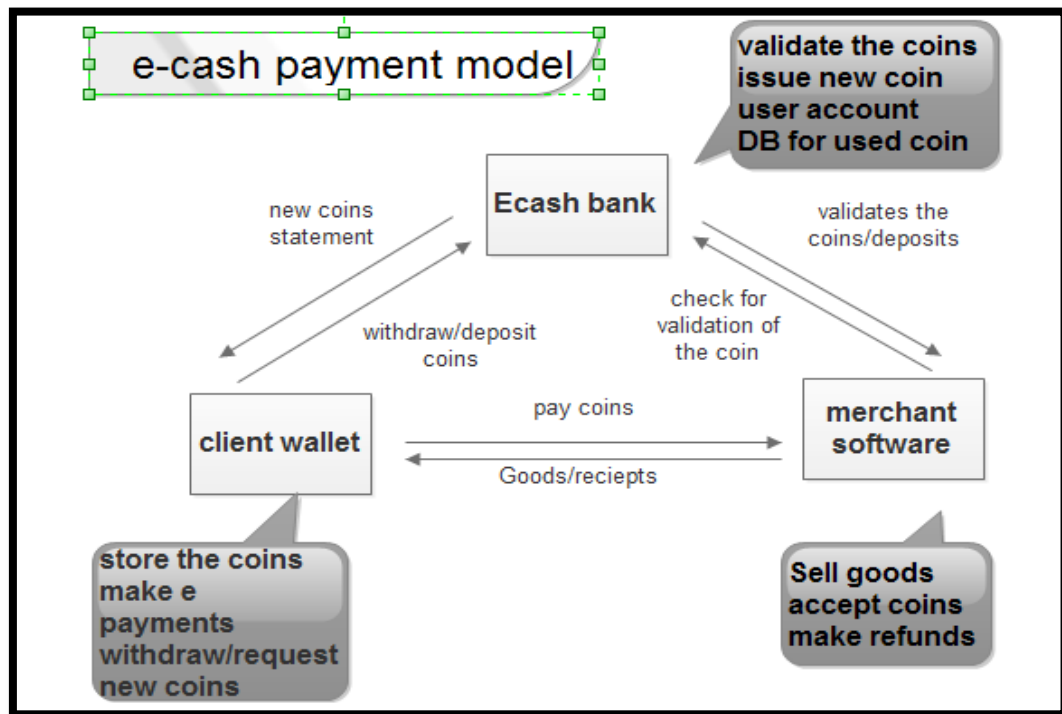 e-cash payment model
validate the coins
issue new coin
user account
DB for used coin
Ecash bank
new coins
statement
validates the
coins/deposits
withdraw/deposit
coins
check for
validation of
the coin
client wallet
pay coins
Goods/reciepts
merchant
software
store the coins
make e
payments
withdraw/request
new coins
Sell goods
accept coins
make refunds